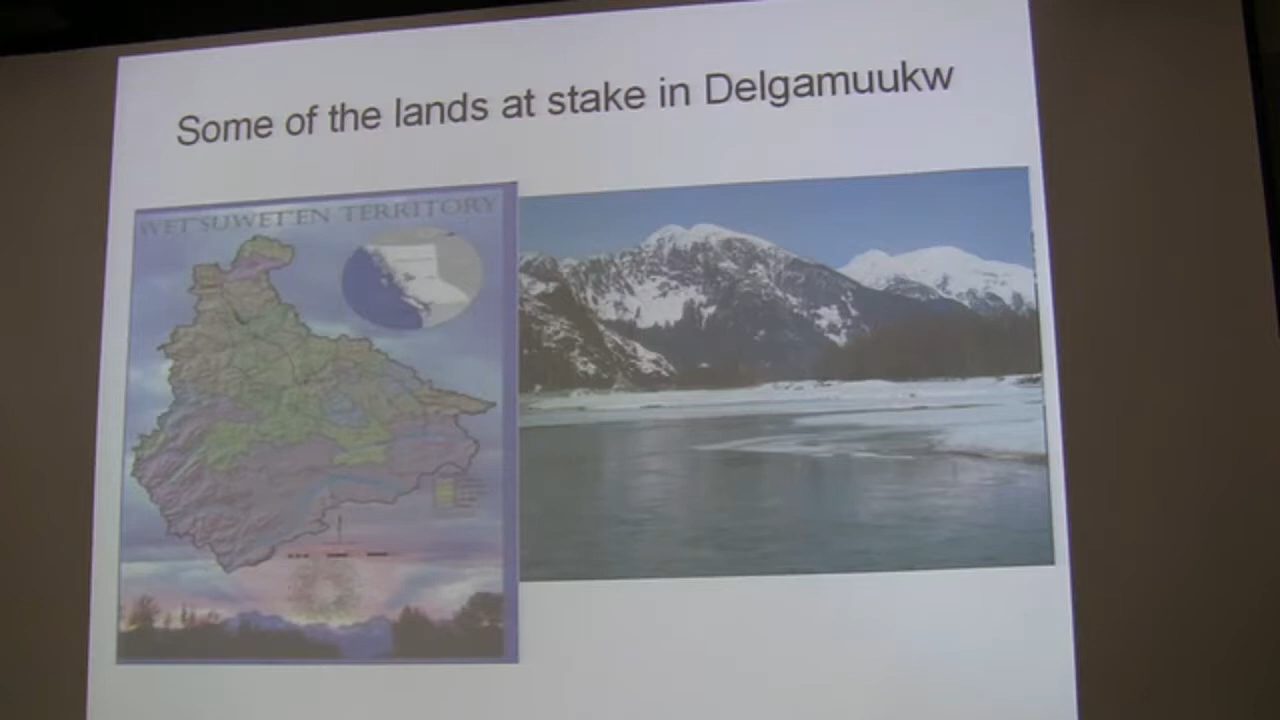 Some of the lands at stake in Delgamuukw
WET'SUWET'EN TERRITORY